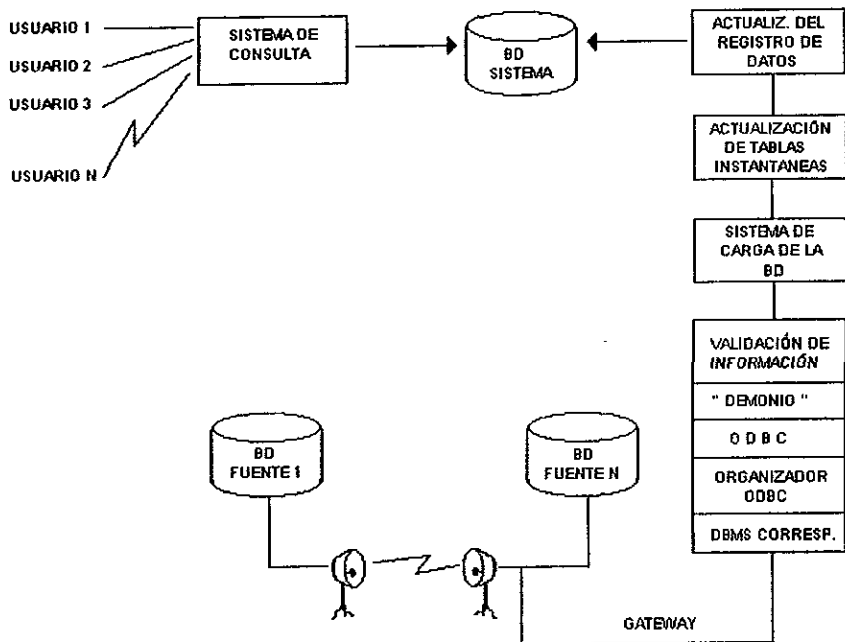 USUARIO 1
USUARIO 2
USUARIO 3
USUARIO N
SISTEMA DE
CONSULTA
BD
SISTEMA
ACTUALIZ. DEL
REGISTRO DE
DATOS
ACTUALIZACIÓN
DE TABLAS
INSTANTANEAS
SISTEMA DE
CARGA DE LA
BD
VALIDACIÓN DE
INFORMACIÓN
" DEMONIO "
O D B C
ORGANIZADOR
ODBC
DBMS CORRESP.
BD
FUENTE 1
BD
FUENTE N
GATEWAY